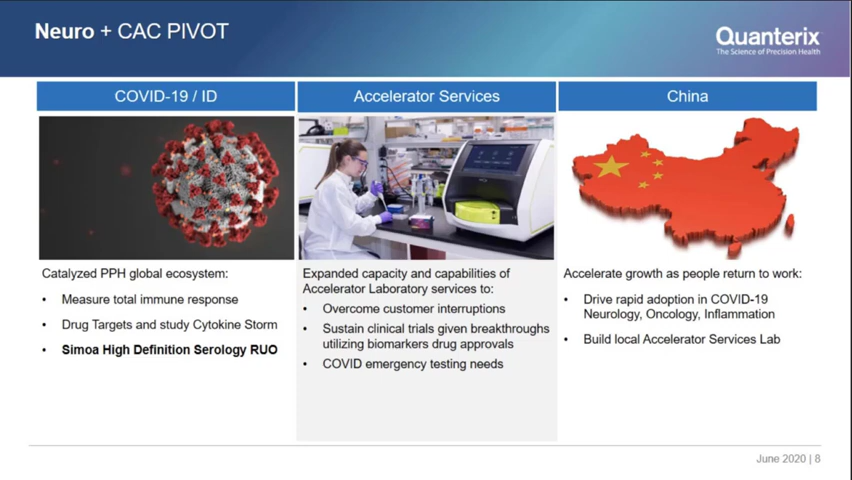 Neuro + CAC PIVOT
Quanterix
The Science of Precision Health
COVID-19 / ID
Accelerator Services
China
Catalyzed PPH global ecosystem:
• Measure total immune response
• Drug Targets and study Cytokine Storm
• Simoa High Definition Serology RUO
Expanded capacity and capabilities of
Accelerator Laboratory services to:
• Overcome customer interruptions
• Sustain clinical trials given breakthroughs
utilizing biomarkers drug approvals
• COVID emergency testing needs
Accelerate growth as people return to work:
• Drive rapid adoption in COVID-19
Neurology, Oncology, Inflammation
• Build local Accelerator Services Lab
June 2020 | 8